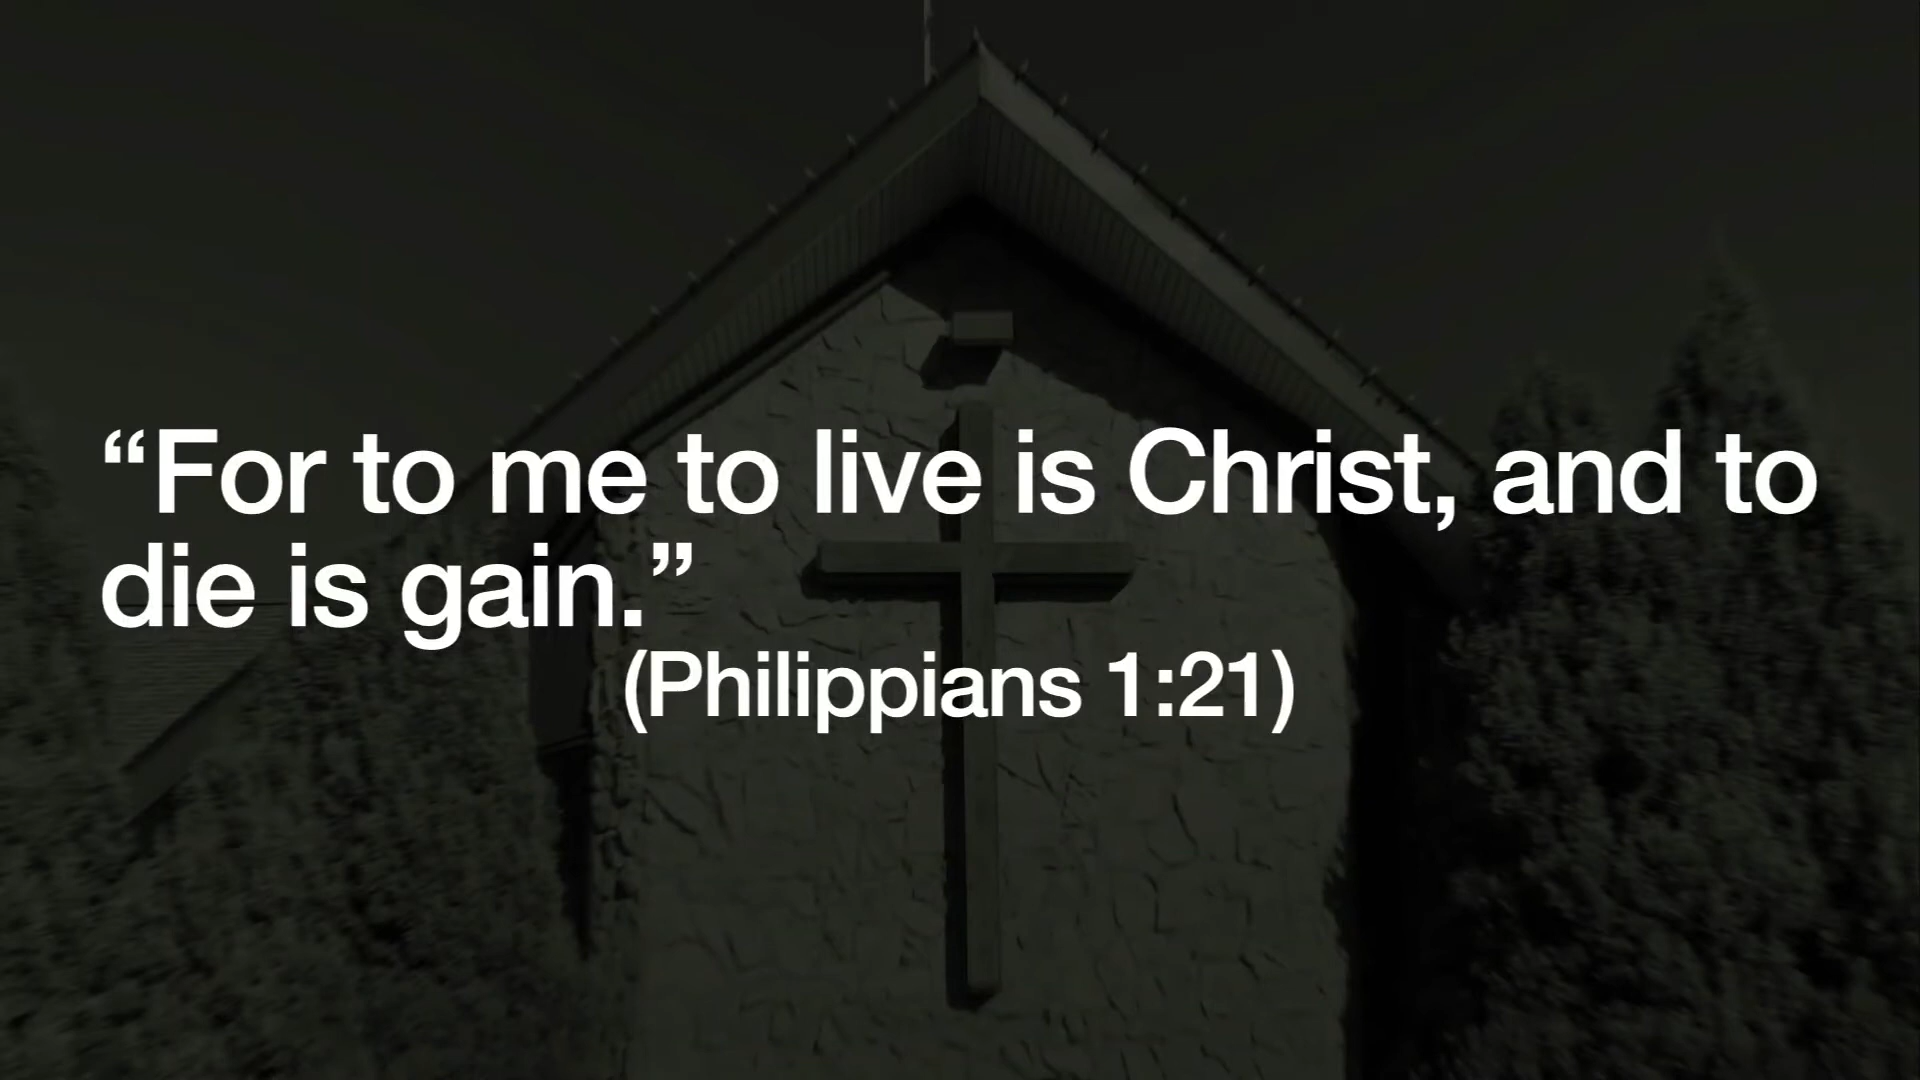 “For to me to live is Christ, and to
die is gain.”
(Philippians 1:21)